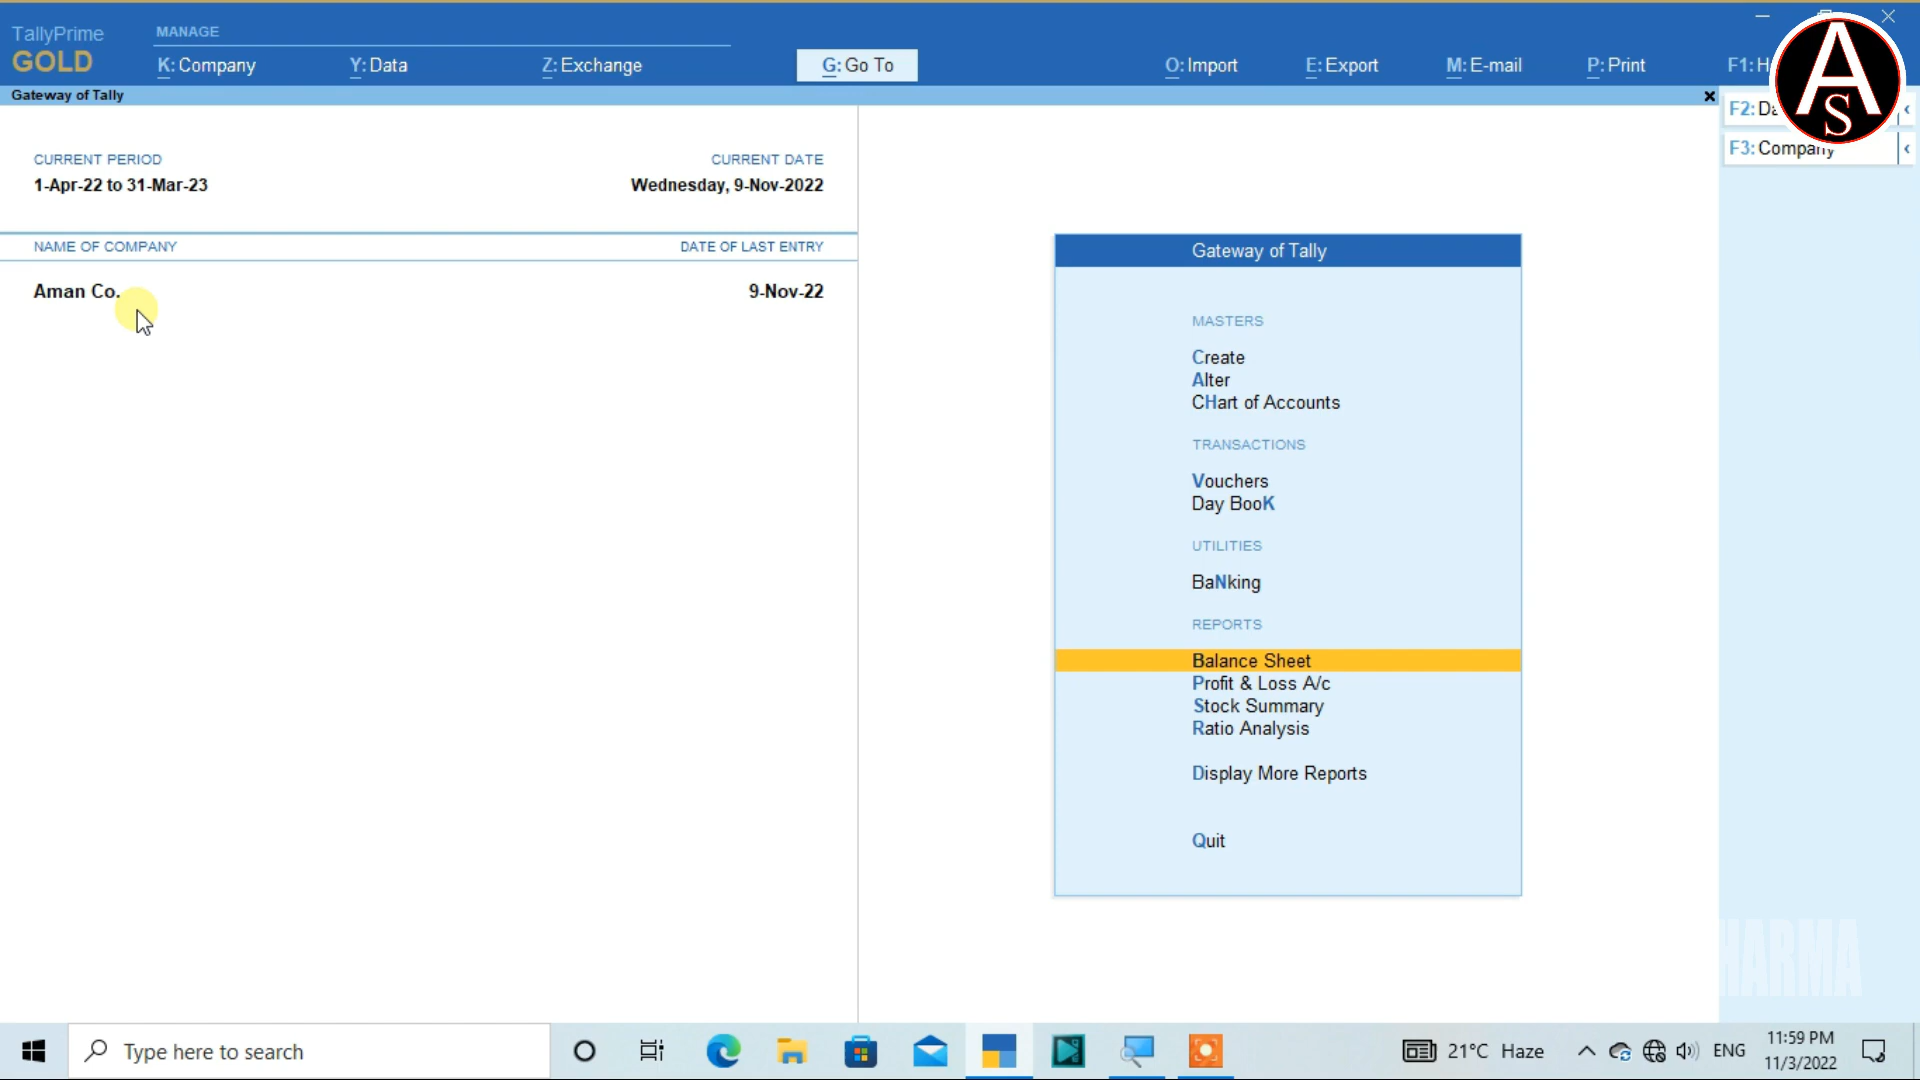 TallyPrime
GOLD
MANAGE
K: Company
Y: Data
Z: Exchange
G: Go To
O: Import
E: Export
M: E-mail
P: Print
F1: H
A
S
Gateway of Tally
F2: Da
F3: Company
CURRENT PERIOD
CURRENT DATE
1-Apr-22 to 31-Mar-23
Wednesday, 9-Nov-2022
NAME OF COMPANY
DATE OF LAST ENTRY
Aman Co.
9-Nov-22
Gateway of Tally
MASTERS
Create
Alter
CHart of Accounts
TRANSACTIONS
Vouchers
Day BooK
UTILITIES
BaNking
REPORTS
Balance Sheet
Profit & Loss A/c
Stock Summary
Ratio Analysis
Display More Reports
Quit
HARMA
Type here to search
21°C Haze
ENG
11:59 PM
11/3/2022